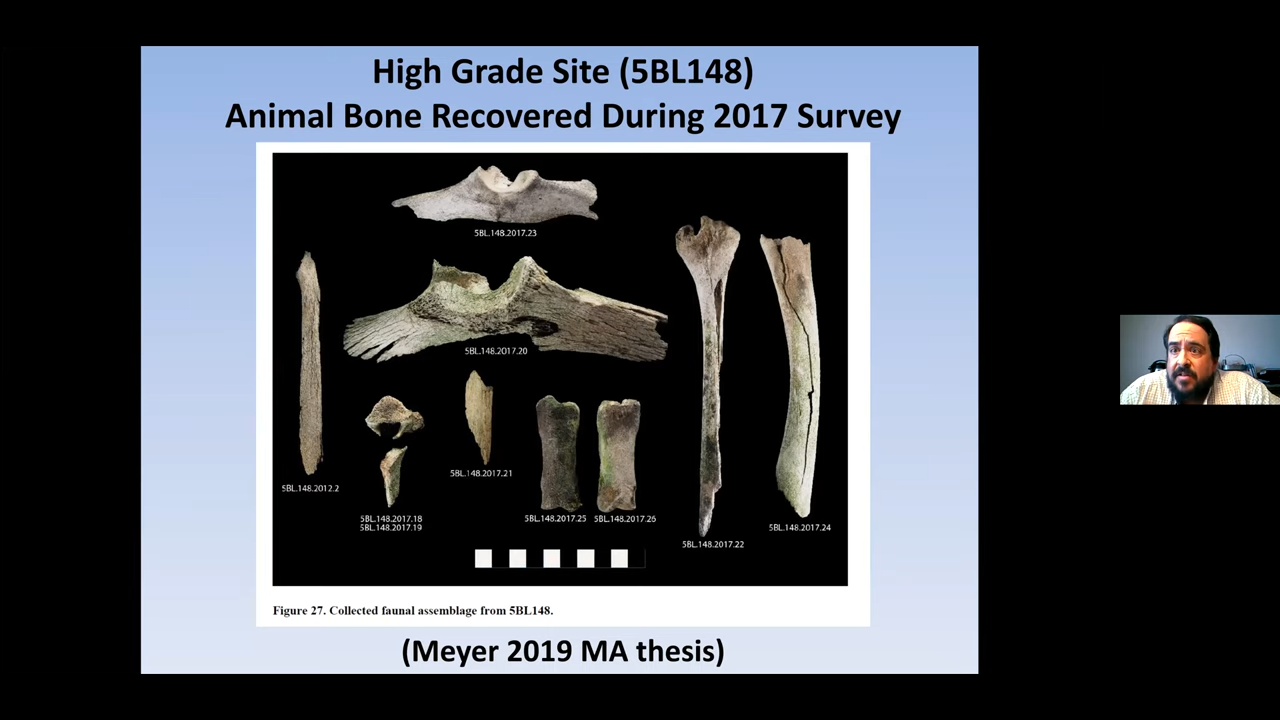 High Grade Site (5BL148)
Animal Bone Recovered During 2017 Survey
5BL.148.2017.23
5BL.148.2017.20
5BL.148.2012.2
5BL.148.2017.18
5BL.148.2017.19
5BL.148.2017.21
5BL.148.2017.25
5BL.148.2017.26
5BL.148.2017.22
5BL.148.2017.24
Figure 27. Collected faunal assemblage from 5BL148.
(Meyer 2019 MA thesis)